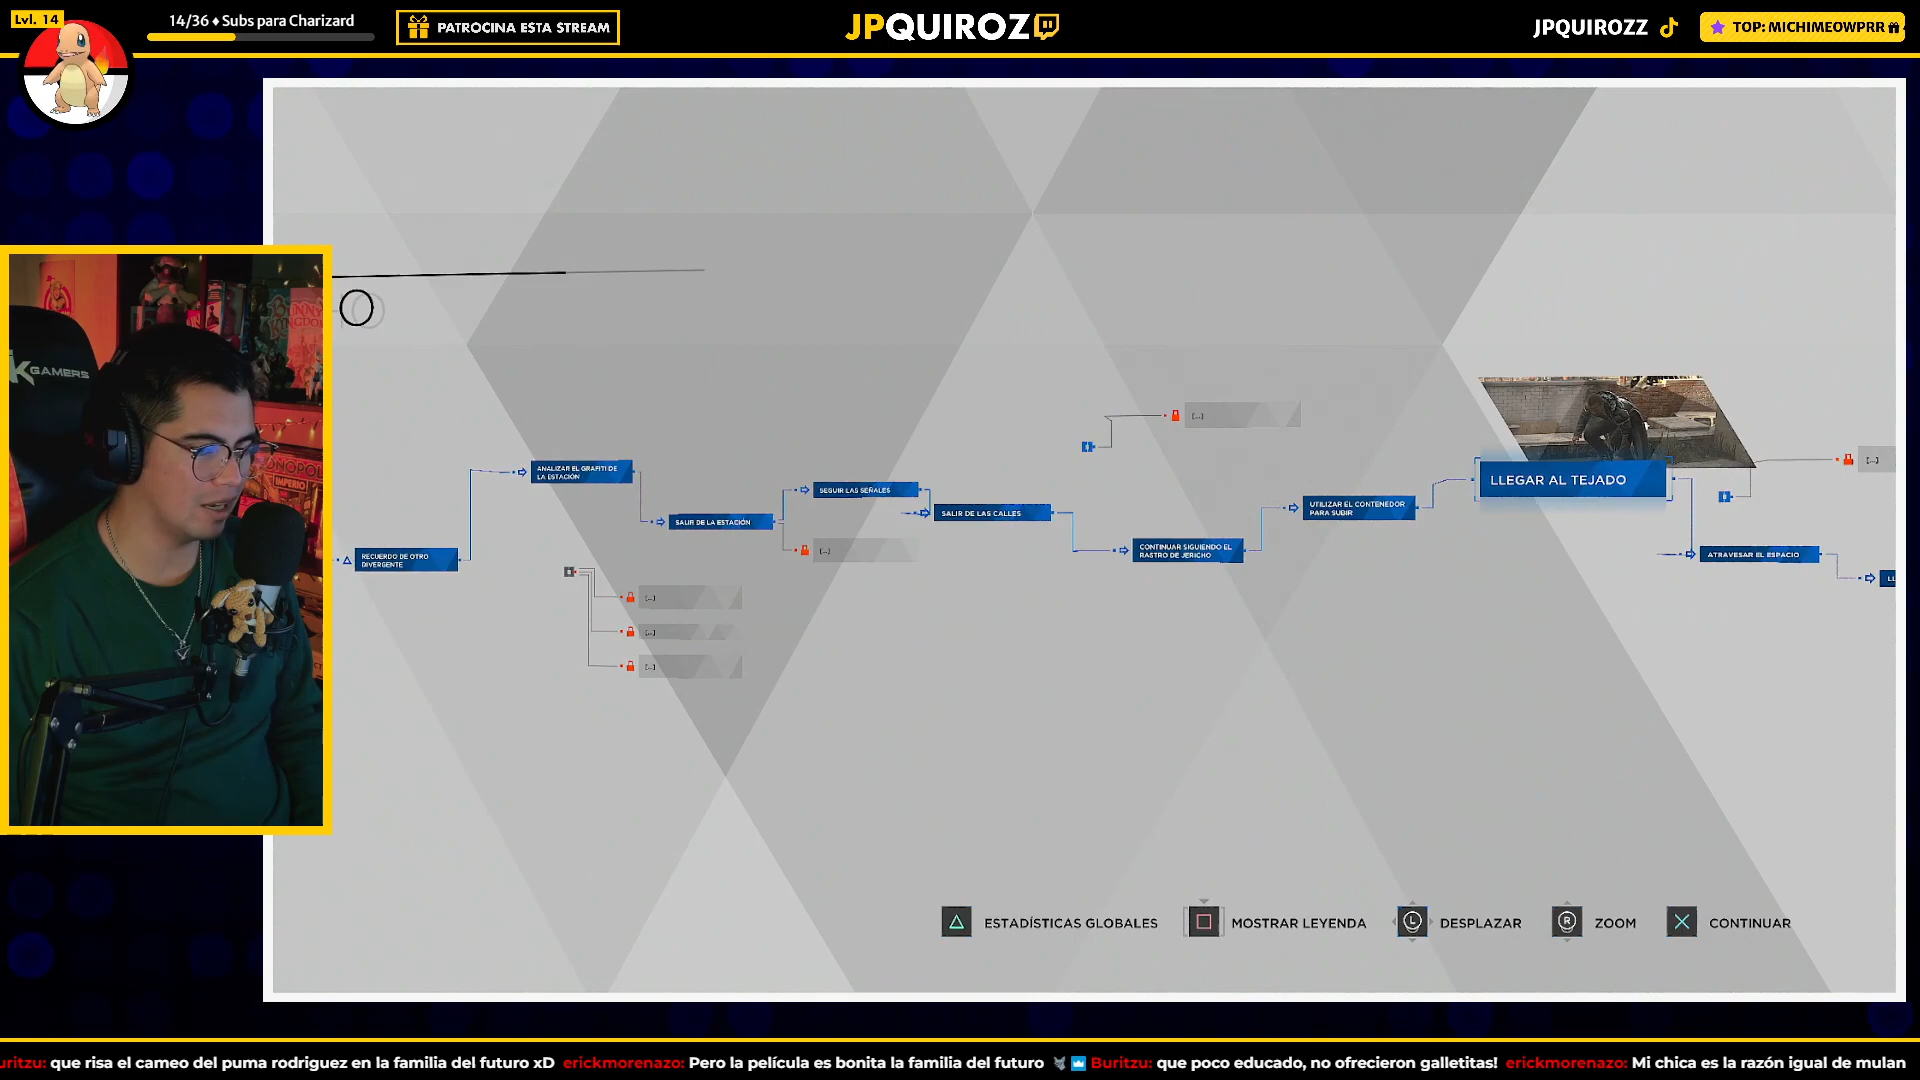 Lvl. 14
14/36 ♦ Subs para Charizard
PATROCINA ESTA STREAM
JPQUIROZ
JPQUIROZZ
TOP: MICHIMEOWPRR
GAMERS
MONOPOLY
IMPERIO
RECUERDO DE OTRO
DIVERGENTE
ANALIZAR EL GRAFITI DE
LA ESTACIÓN
SALIR DE LA ESTACIÓN
SEGUIR LAS SEÑALES
[...]
[...]
[...]
[...]
SALIR DE LAS CALLES
[...]
CONTINUAR SIGUIENDO EL
RASTRO DE JERICHO
UTILIZAR EL CONTENEDOR
PARA SUBIR
LLEGAR AL TEJADO
[...]
ATRAVESAR EL ESPACIO
LL
ESTADÍSTICAS GLOBALES
MOSTRAR LEYENDA
L DESPLAZAR
R ZOOM
CONTINUAR
uritzu: que risa el cameo del puma rodriguez en la familia del futuro xD erickmorenazo: Pero la película es bonita la familia del futuro Buritzu: que poco educado, no ofrecieron galletitas! erickmorenazo: Mi chica es la razón igual de mulan